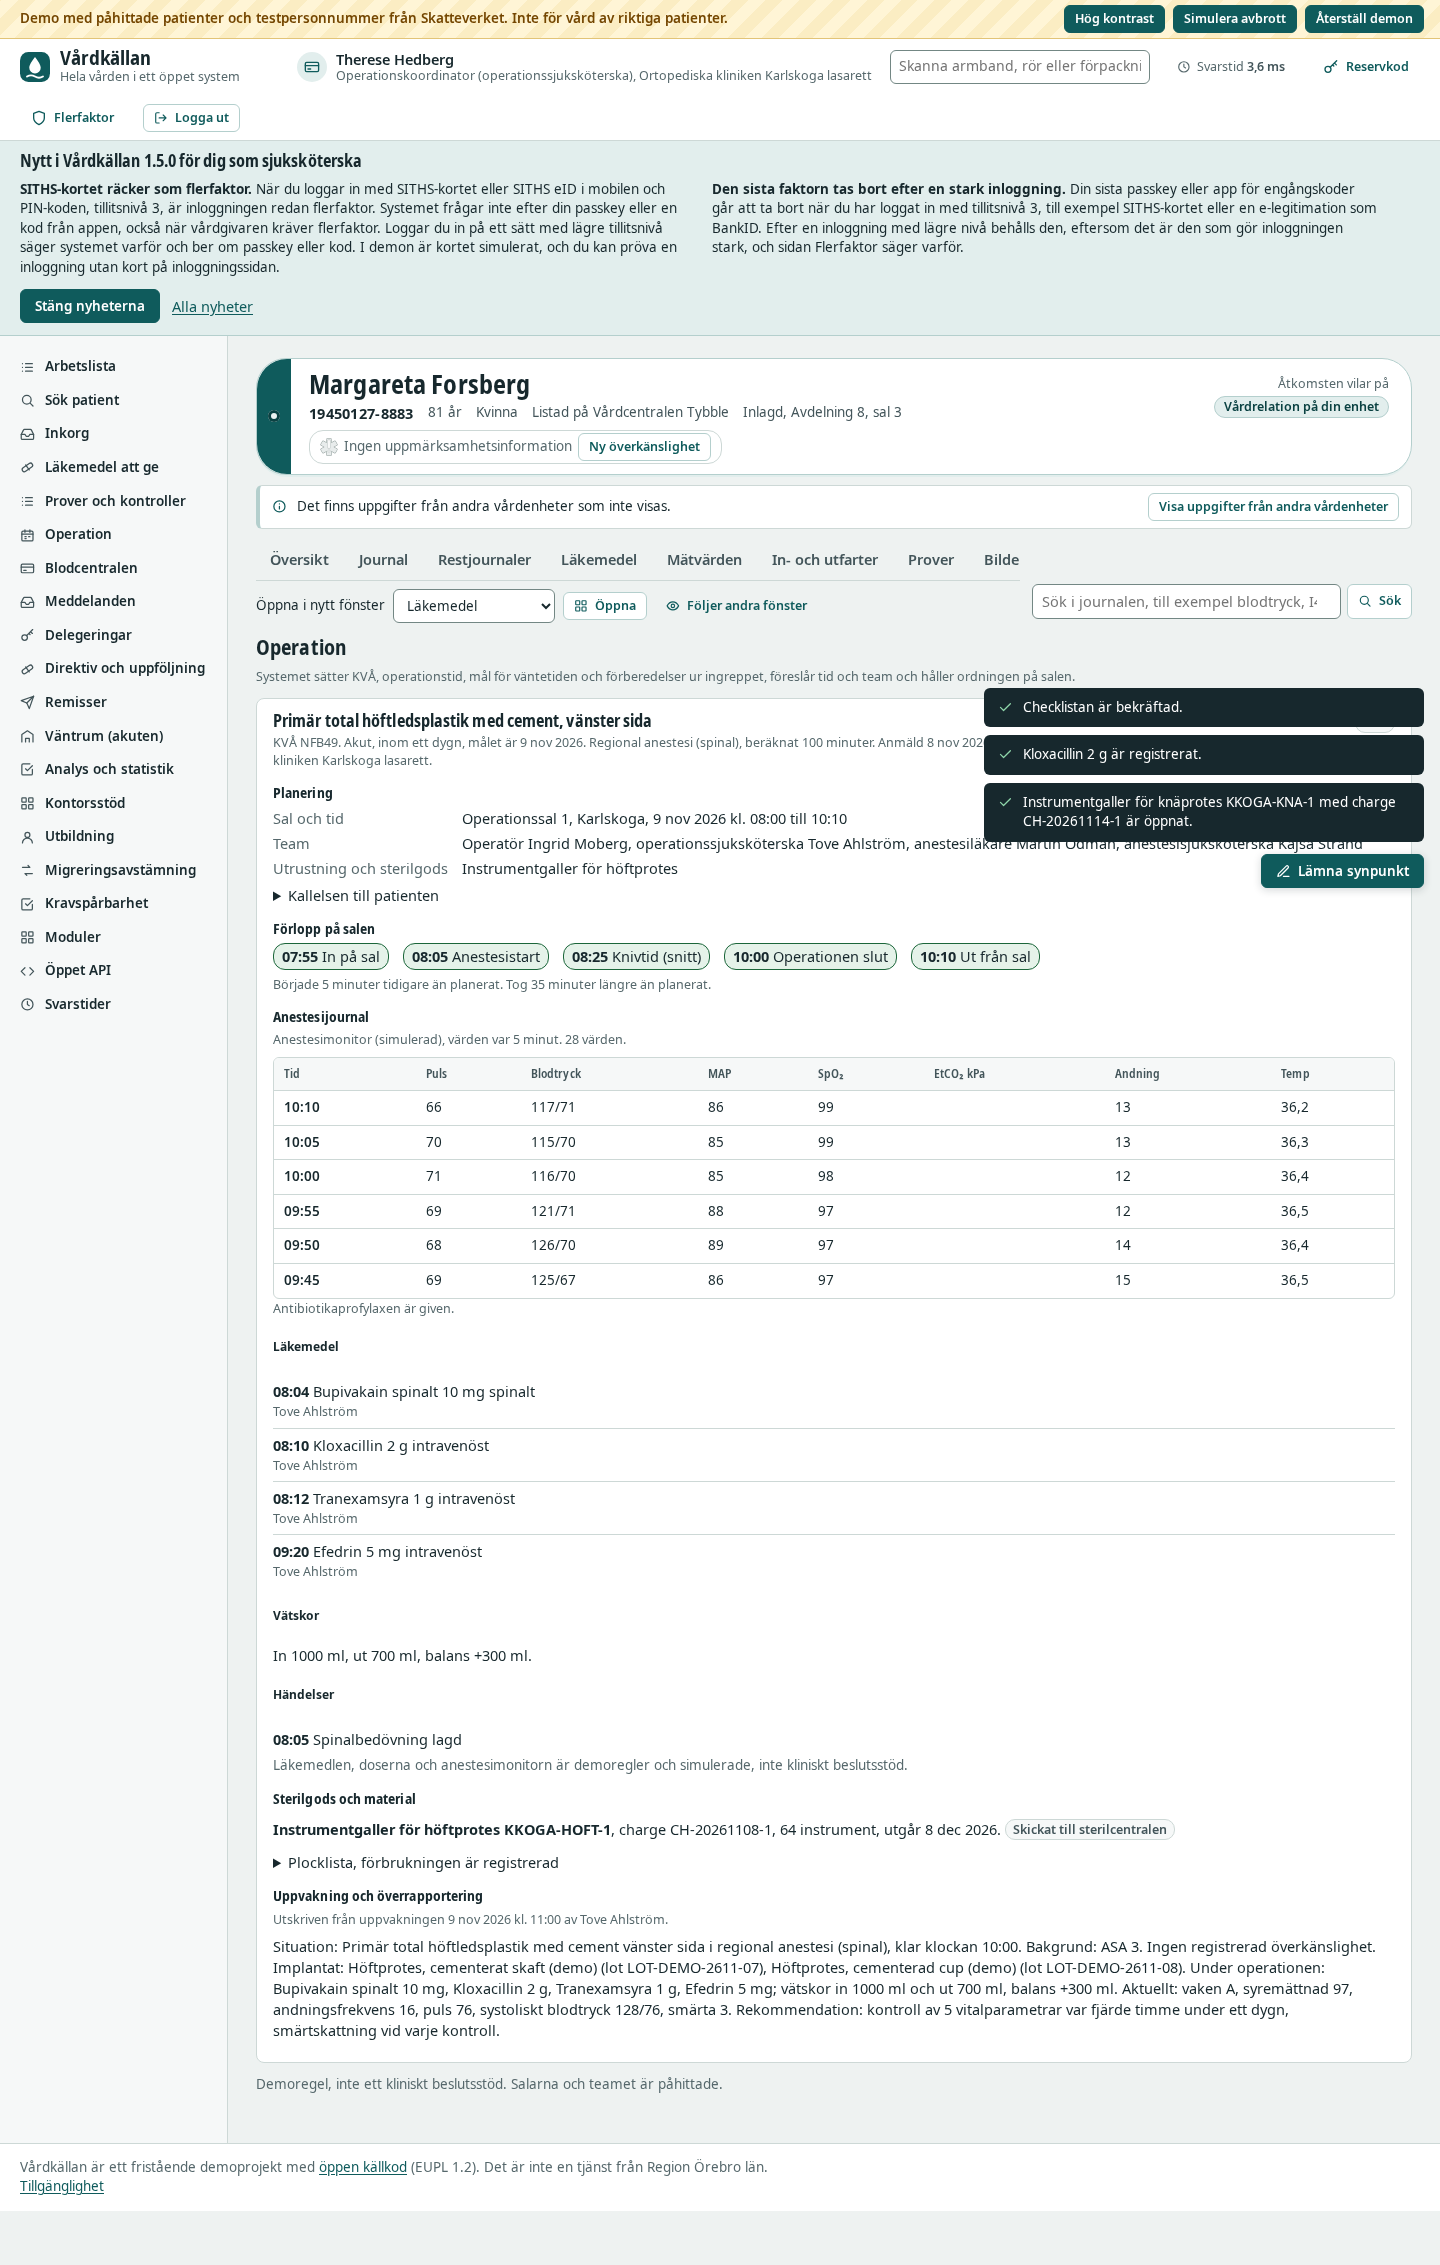 Demo med påhittade patienter och testpersonnummer från Skatteverket. Inte för vård av riktiga patienter.
Hög kontrast
Simulera avbrott
Återställ demon
Vårdkällan
Hela vården i ett öppet system
Therese Hedberg
Operationskoordinator (operationssjuksköterska), Ortopediska kliniken Karlskoga lasarett
Skanna armband, rör eller förpackni
Svarstid 3,6 ms
Reservkod
Flerfaktor
Logga ut
Nytt i Vårdkällan 1.5.0 för dig som sjuksköterska
SITHS-kortet räcker som flerfaktor. När du loggar in med SITHS-kortet eller SITHS eID i mobilen och
PIN-koden, tillitsnivå 3, är inloggningen redan flerfaktor. Systemet frågar inte efter din passkey eller en
kod från appen, också när vårdgivaren kräver flerfaktor. Loggar du in på ett sätt med lägre tillitsnivå
säger systemet varför och ber om passkey eller kod. I demon är kortet simulerat, och du kan pröva en
inloggning utan kort på inloggningssidan.
Den sista faktorn tas bort efter en stark inloggning. Din sista passkey eller app för engångskoder
går att ta bort när du har loggat in med tillitsnivå 3, till exempel SITHS-kortet eller en e-legitimation som
BankID. Efter en inloggning med lägre nivå behålls den, eftersom det är den som gör inloggningen
stark, och sidan Flerfaktor säger varför.
Stäng nyheterna
Alla nyheter
Arbetslista
Sök patient
Inkorg
Läkemedel att ge
Prover och kontroller
Operation
Blodcentralen
Meddelanden
Delegeringar
Direktiv och uppföljning
Remisser
Väntrum (akuten)
Analys och statistik
Kontorsstöd
Utbildning
Migreringsavstämning
Kravspårbarhet
Moduler
Öppet API
Svarstider
Margareta Forsberg
19450127-8883 81 år Kvinna Listad på Vårdcentralen Tybble Inlagd, Avdelning 8, sal 3
Ingen uppmärksamhetsinformation
Ny överkänslighet
Åtkomsten vilar på
Vårdrelation på din enhet
Det finns uppgifter från andra vårdenheter som inte visas.
Visa uppgifter från andra vårdenheter
Översikt Journal Restjournaler Läkemedel Mätvärden In- och utfarter Prover Bilde
Öppna i nytt fönster
Läkemedel
Öppna
Följer andra fönster
Sök i journalen, till exempel blodtryck, I4
Sök
Operation
Systemet sätter KVÅ, operationstid, mål för väntetiden och förberedelser ur ingreppet, föreslår tid och team och håller ordningen på salen.
Primär total höftledsplastik med cement, vänster sida
KVÅ NFB49. Akut, inom ett dygn, målet är 9 nov 2026. Regional anestesi (spinal), beräknat 100 minuter. Anmäld 8 nov 202
kliniken Karlskoga lasarett.
Checklistan är bekräftad.
Kloxacillin 2 g är registrerat.
Instrumentgaller för knäprotes KKOGA-KNA-1 med charge
CH-20261114-1 är öppnat.
Lämna synpunkt
Planering
Sal och tid Operationssal 1, Karlskoga, 9 nov 2026 kl. 08:00 till 10:10
Team Operatör Ingrid Moberg, operationssjuksköterska Tove Ahlström, anestesiläkare Martin Ödman, anestesisjuksköterska Kajsa Strand
Utrustning och sterilgods Instrumentgaller för höftprotes
Kallelsen till patienten
Förlopp på salen
07:55 In på sal
08:05 Anestesistart
08:25 Knivtid (snitt)
10:00 Operationen slut
10:10 Ut från sal
Började 5 minuter tidigare än planerat. Tog 35 minuter längre än planerat.
Anestesijournal
Anestesimonitor (simulerad), värden var 5 minut. 28 värden.
Tid Puls Blodtryck MAP SpO₂ EtCO₂ kPa Andning Temp
10:10 66 117/71 86 99 13 36,2
10:05 70 115/70 85 99 13 36,3
10:00 71 116/70 85 98 12 36,4
09:55 69 121/71 88 97 12 36,5
09:50 68 126/70 89 97 14 36,4
09:45 69 125/67 86 97 15 36,5
Antibiotikaprofylaxen är given.
Läkemedel
08:04 Bupivakain spinalt 10 mg spinalt
Tove Ahlström
08:10 Kloxacillin 2 g intravenöst
Tove Ahlström
08:12 Tranexamsyra 1 g intravenöst
Tove Ahlström
09:20 Efedrin 5 mg intravenöst
Tove Ahlström
Vätskor
In 1000 ml, ut 700 ml, balans +300 ml.
Händelser
08:05 Spinalbedövning lagd
Läkemedlen, doserna och anestesimonitorn är demoregler och simulerade, inte kliniskt beslutsstöd.
Sterilgods och material
Instrumentgaller för höftprotes KKOGA-HOFT-1, charge CH-20261108-1, 64 instrument, utgår 8 dec 2026. Skickat till sterilcentralen
Plocklista, förbrukningen är registrerad
Uppvakning och överrapportering
Utskriven från uppvakningen 9 nov 2026 kl. 11:00 av Tove Ahlström.
Situation: Primär total höftledsplastik med cement vänster sida i regional anestesi (spinal), klar klockan 10:00. Bakgrund: ASA 3. Ingen registrerad överkänslighet.
Implantat: Höftprotes, cementerat skaft (demo) (lot LOT-DEMO-2611-07), Höftprotes, cementerad cup (demo) (lot LOT-DEMO-2611-08). Under operationen:
Bupivakain spinalt 10 mg, Kloxacillin 2 g, Tranexamsyra 1 g, Efedrin 5 mg; vätskor in 1000 ml och ut 700 ml, balans +300 ml. Aktuellt: vaken A, syremättnad 97,
andningsfrekvens 16, puls 76, systoliskt blodtryck 128/76, smärta 3. Rekommendation: kontroll av 5 vitalparametrar var fjärde timme under ett dygn,
smärtskattning vid varje kontroll.
Demoregel, inte ett kliniskt beslutsstöd. Salarna och teamet är påhittade.
Vårdkällan är ett fristående demoprojekt med öppen källkod (EUPL 1.2). Det är inte en tjänst från Region Örebro län.
Tillgänglighet